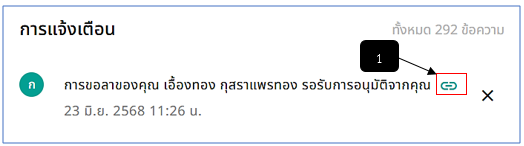 การแจ้งเตือน ทั้งหมด 292 ข้อความ
1
ก การขอลาของคุณ เอื้องทอง กุสราแพรทอง รอรับการอนุมัติจากคุณ
23 มิ.ย. 2568 11:26 น.